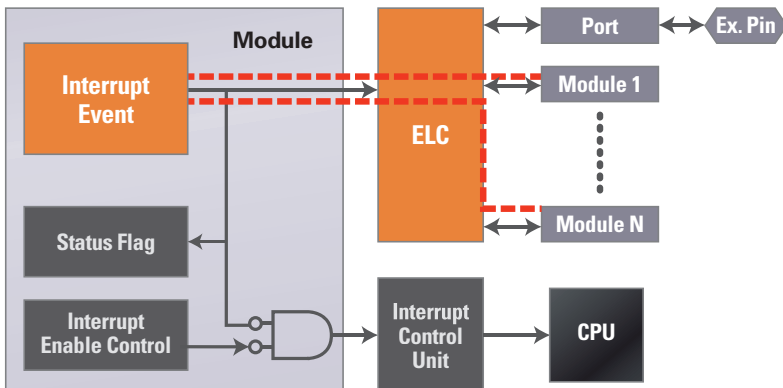 Module
Interrupt
Event
Status Flag
Interrupt
Enable Control
ELC
Port
Ex. Pin
Module 1
Module N
Interrupt
Control
Unit
CPU